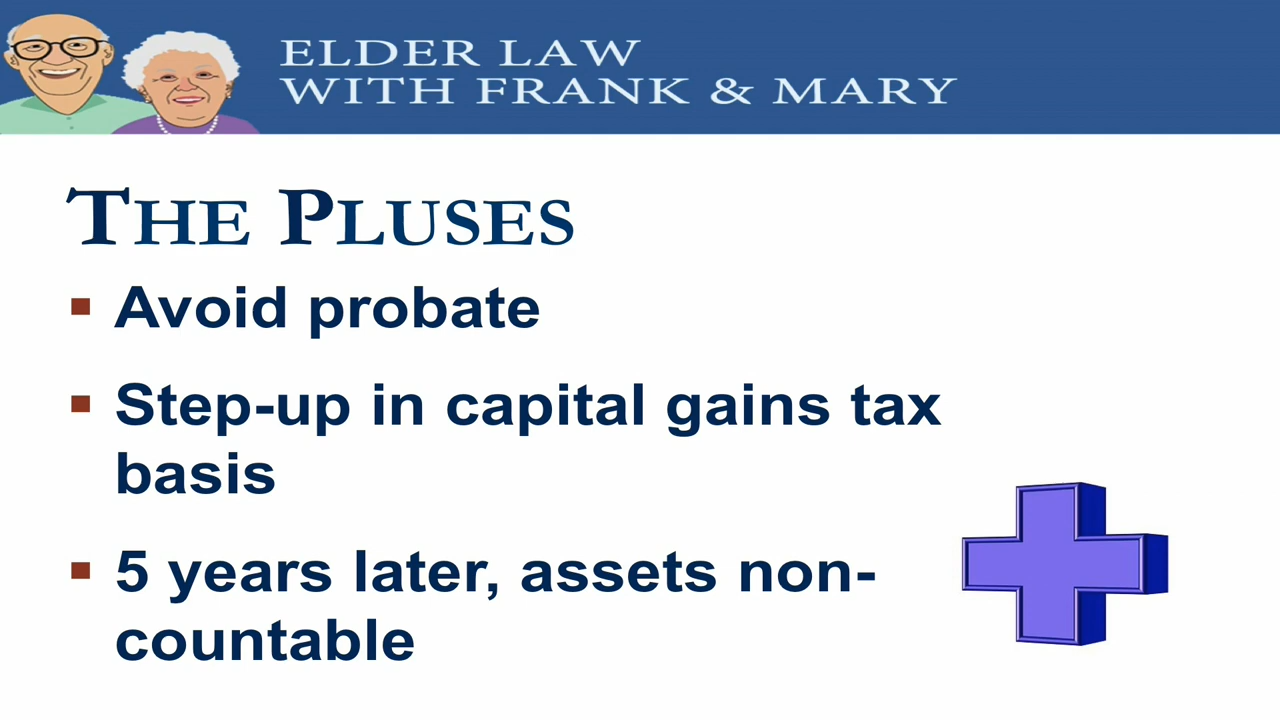 ELDER LAW
WITH FRANK & MARY
THE PLUSES
▪ Avoid probate
▪ Step-up in capital gains tax
basis
▪ 5 years later, assets non-
countable